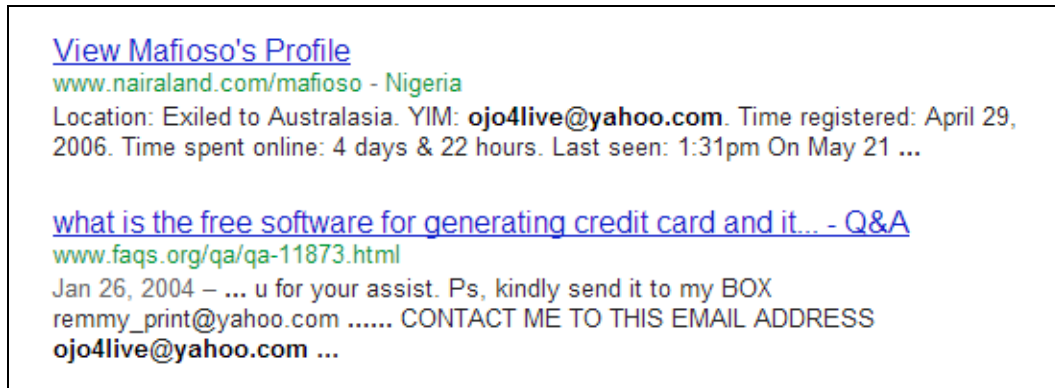 View Mafioso's Profile
www.nairaland.com/mafioso - Nigeria
Location: Exiled to Australasia. YIM: ojo4live@yahoo.com. Time registered: April 29,
2006. Time spent online: 4 days & 22 hours. Last seen: 1:31pm On May 21 ...
what is the free software for generating credit card and it... - Q&A
www.faqs.org/qa/qa-11873.html
Jan 26, 2004 – ... u for your assist. Ps, kindly send it to my BOX
remmy_print@yahoo.com ...... CONTACT ME TO THIS EMAIL ADDRESS
ojo4live@yahoo.com ...